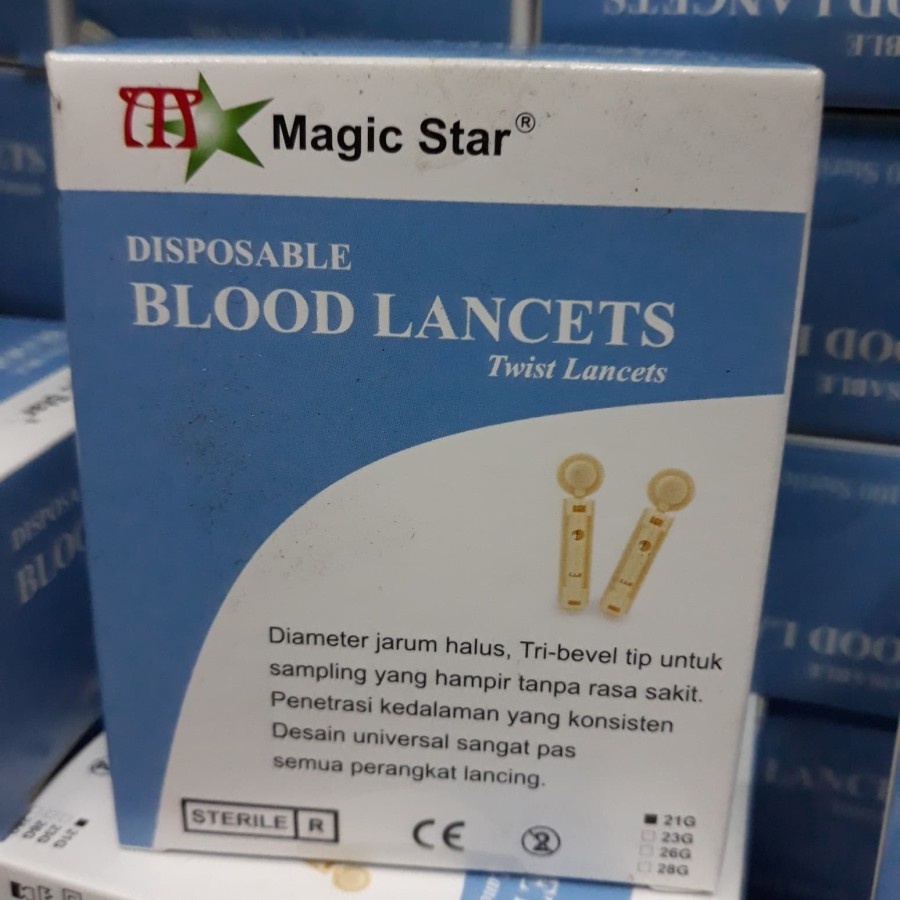 Magic Star®
DISPOSABLE
BLOOD LANCETS
Twist Lancets
Diameter jarum halus, Tri-bevel tip untuk
sampling yang hampir tanpa rasa sakit.
Penetrasi kedalaman yang konsisten
Desain universal sangat pas
semua perangkat lancing.
STERILE R
CE
2
■ 21G
□ 23G
□ 26G
□ 28G